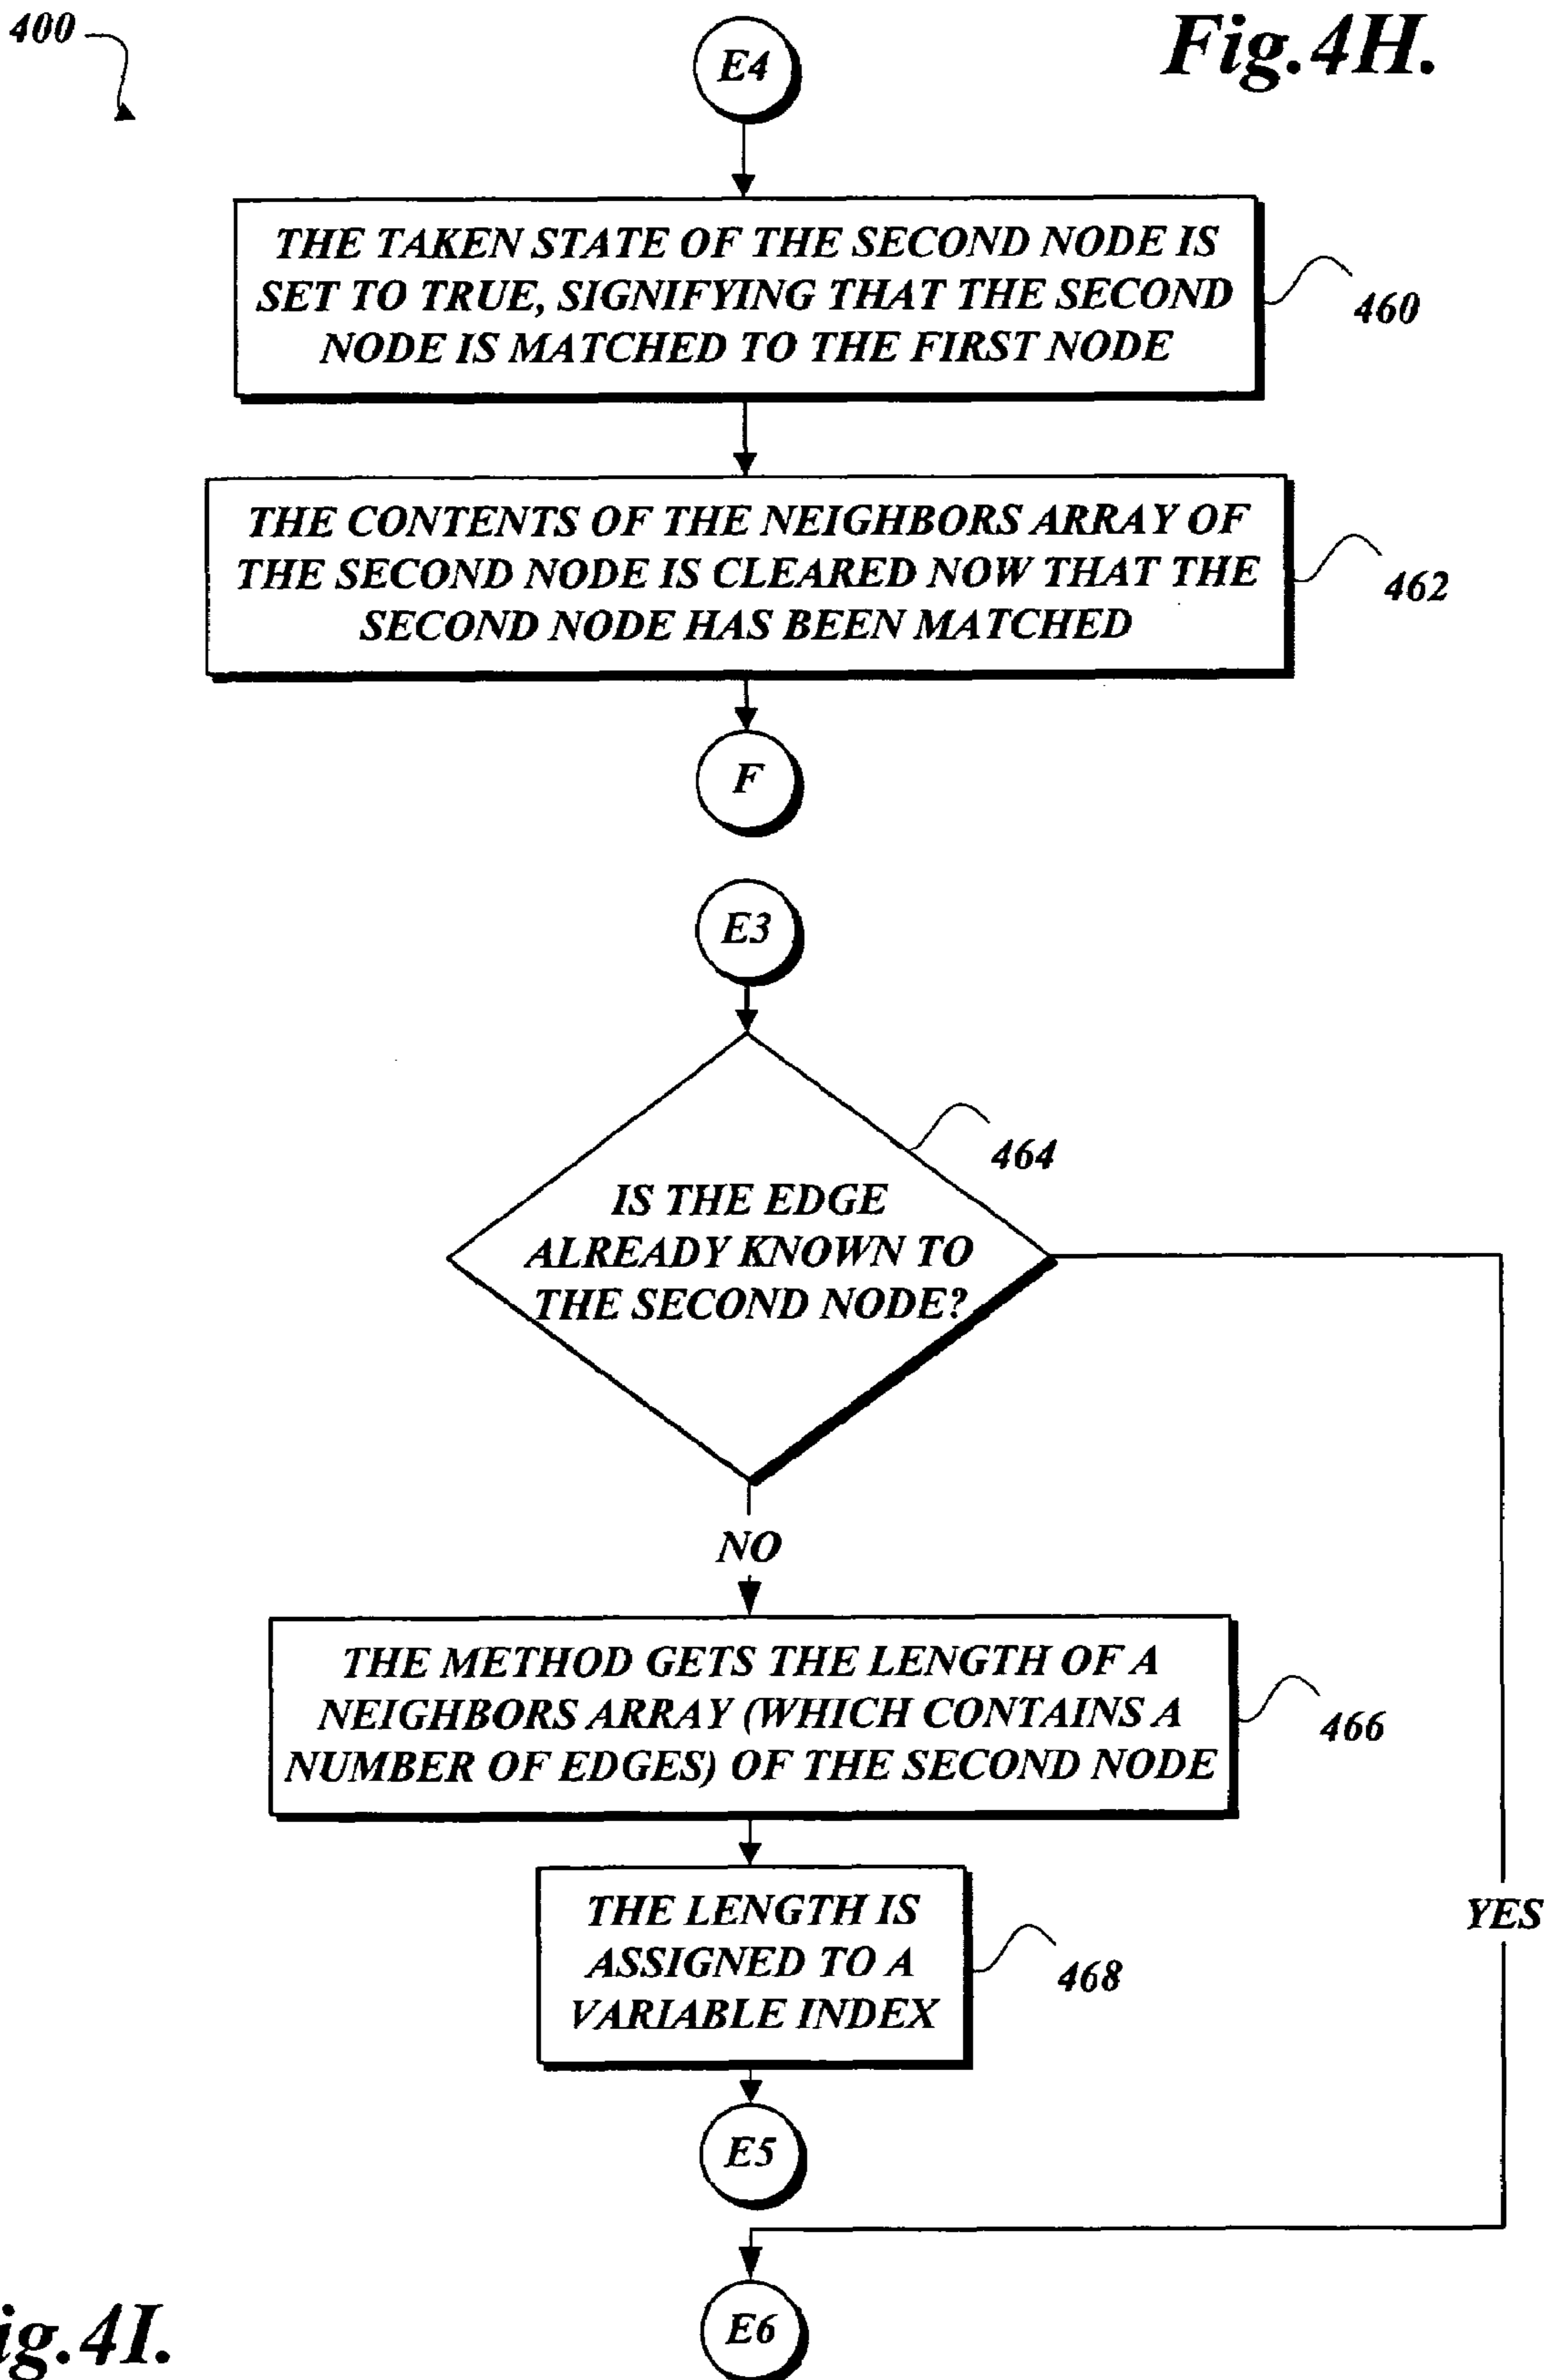 400
Fig.4H.
E4
THE TAKEN STATE OF THE SECOND NODE IS
SET TO TRUE, SIGNIFYING THAT THE SECOND
NODE IS MATCHED TO THE FIRST NODE
460
THE CONTENTS OF THE NEIGHBORS ARRAY OF
THE SECOND NODE IS CLEARED NOW THAT THE
SECOND NODE HAS BEEN MATCHED
462
F
E3
464
IS THE EDGE
ALREADY KNOWN TO
THE SECOND NODE?
NO
THE METHOD GETS THE LENGTH OF A
NEIGHBORS ARRAY (WHICH CONTAINS A
NUMBER OF EDGES) OF THE SECOND NODE
466
THE LENGTH IS
ASSIGNED TO A
VARIABLE INDEX
468
YES
E5
E6
ig.4I.